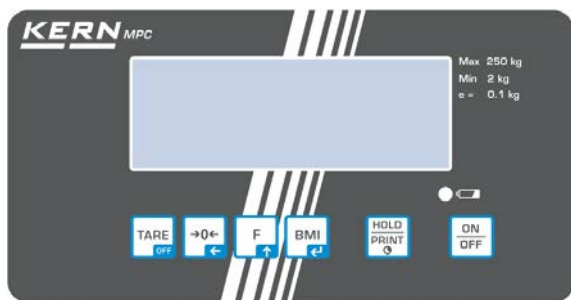 KERN MPC
Max 250 kg
Min 2 kg
e = 0.1 kg
TARE OFF
→0←
F
BMI
HOLD
PRINT
ON
OFF